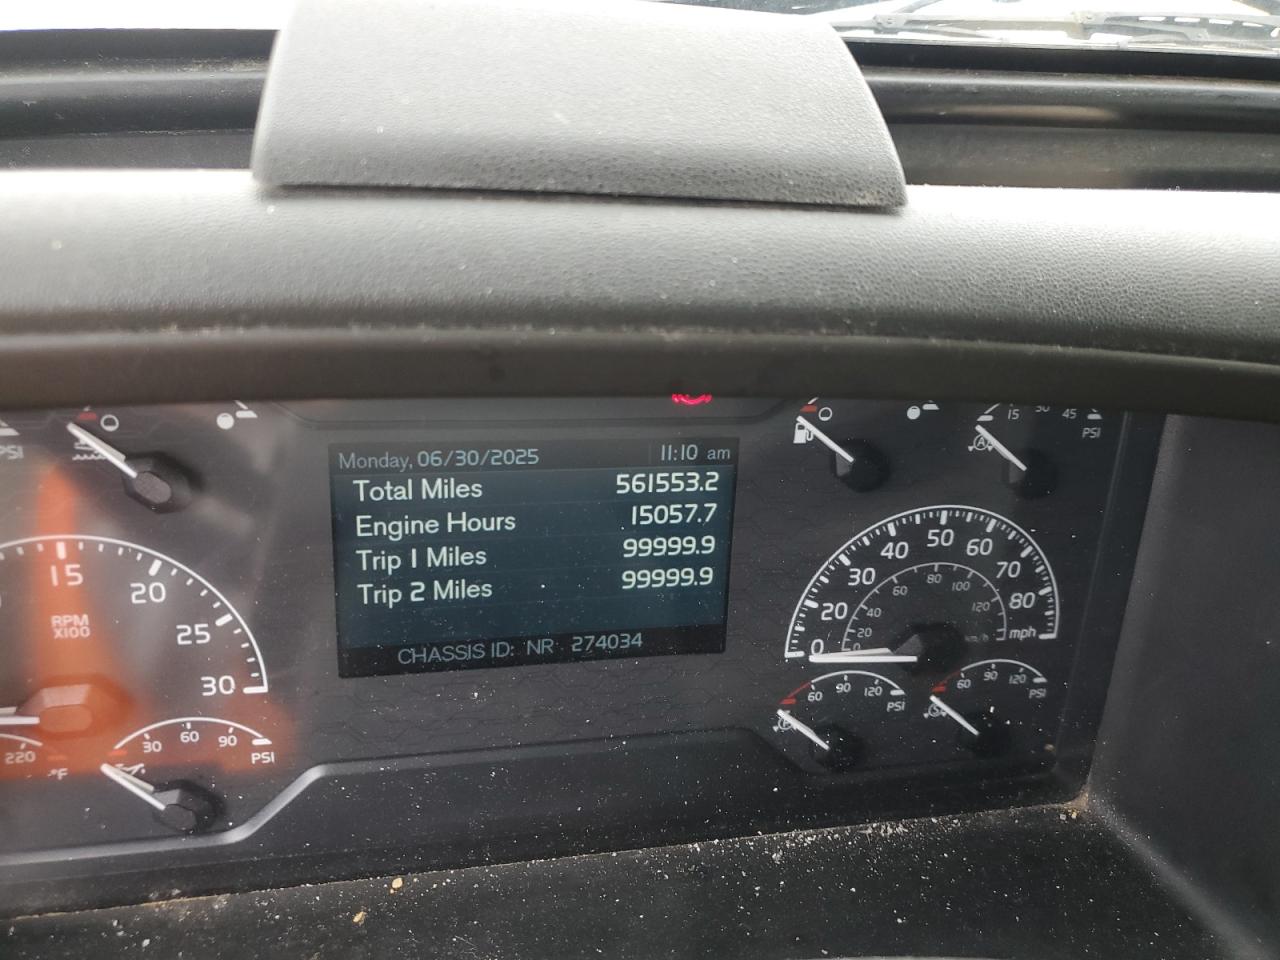 Monday, 06/30/2025 11:10 am
Total Miles 561553.2
Engine Hours 15057.7
Trip 1 Miles 99999.9
Trip 2 Miles 99999.9
CHASSIS ID: NR 274034
PSI
15 20 25 30
RPM
X100
220
°F
30 60 90
PSI
15 30 45
PSI
0 20 30 40 50 60 70 80
mph
0 20 40 60 80 100 120
km/h
60 90 120
PSI
60 90 120
PSI